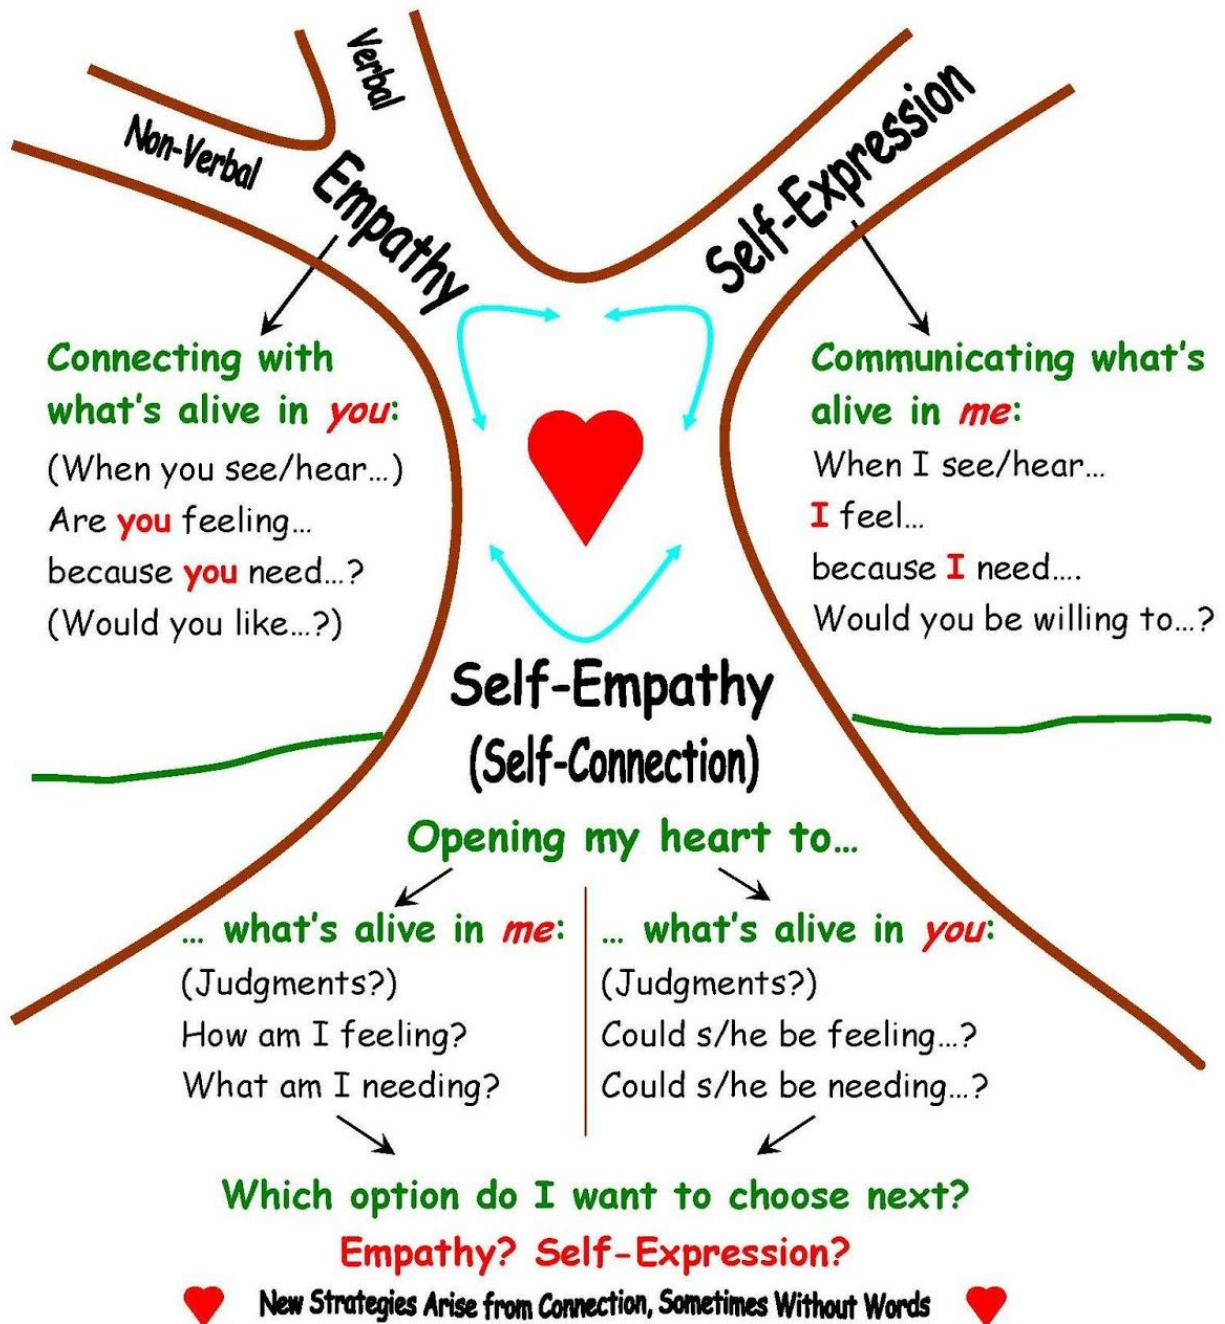 Verbal
Non-Verbal
Empathy
Self-Expression
Connecting with
what's alive in you:
(When you see/hear...)
Are you feeling...
because you need...?
(Would you like...?)
Communicating what's
alive in me:
When I see/hear...
I feel...
because I need....
Would you be willing to...?
Self-Empathy
(Self-Connection)
Opening my heart to...
... what's alive in me:
(Judgments?)
How am I feeling?
What am I needing?
... what's alive in you:
(Judgments?)
Could s/he be feeling...?
Could s/he be needing...?
Which option do I want to choose next?
Empathy? Self-Expression?
New Strategies Arise from Connection, Sometimes Without Words